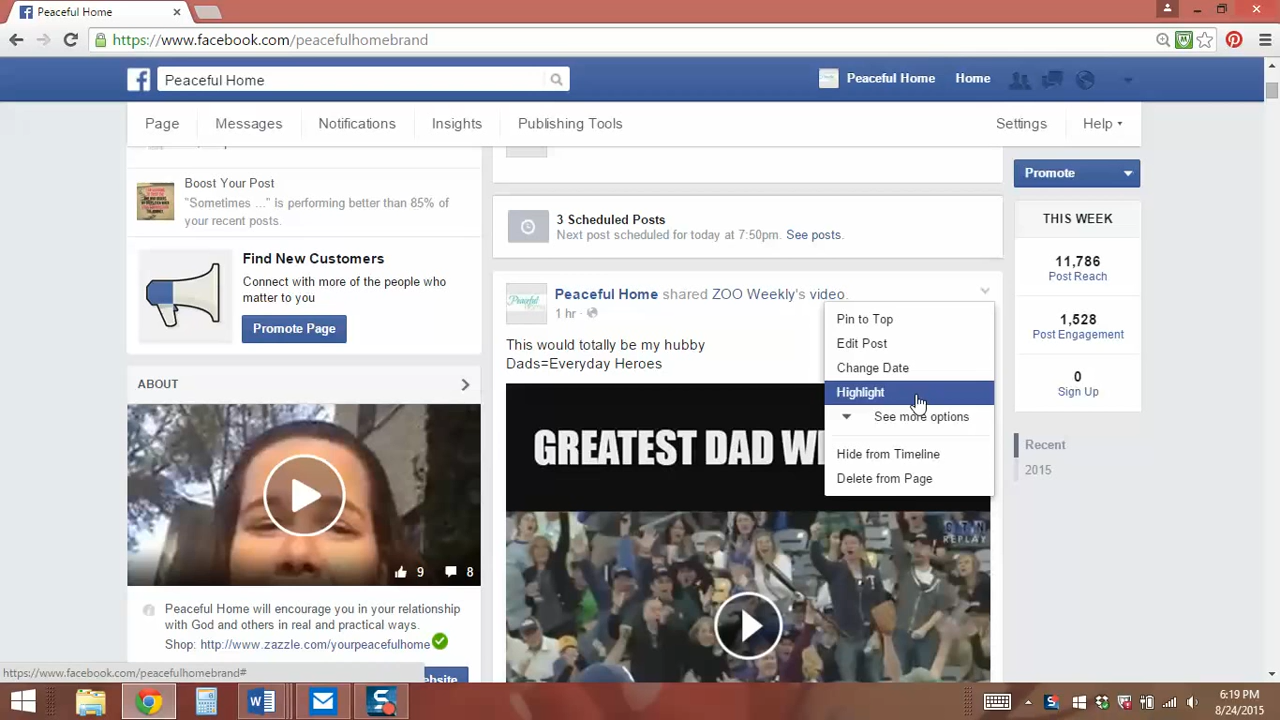 Peaceful Home
https://www.facebook.com/peacefulhomebrand
Peaceful Home
Peaceful Home
Home
Page
Messages
Notifications
Insights
Publishing Tools
Settings
Help
Boost Your Post
"Sometimes ..." is performing better than 85% of
your recent posts.
Find New Customers
Connect with more of the people who
matter to you
Promote Page
ABOUT
9
8
Peaceful Home will encourage you in your relationship
with God and others in real and practical ways.
Shop: http://www.zazzle.com/yourpeacefulhome
3 Scheduled Posts
Next post scheduled for today at 7:50pm. See posts.
Peaceful
Peaceful Home shared ZOO Weekly's video.
1 hr ·
This would totally be my hubby
Dads=Everyday Heroes
GREATEST DAD
REPLAY
Pin to Top
Edit Post
Change Date
Highlight
See more options
Hide from Timeline
Delete from Page
Promote
THIS WEEK
11,786
Post Reach
1,528
Post Engagement
0
Sign Up
Recent
2015
https://www.facebook.com/peacefulhomebrand#
6:19 PM
8/24/2015